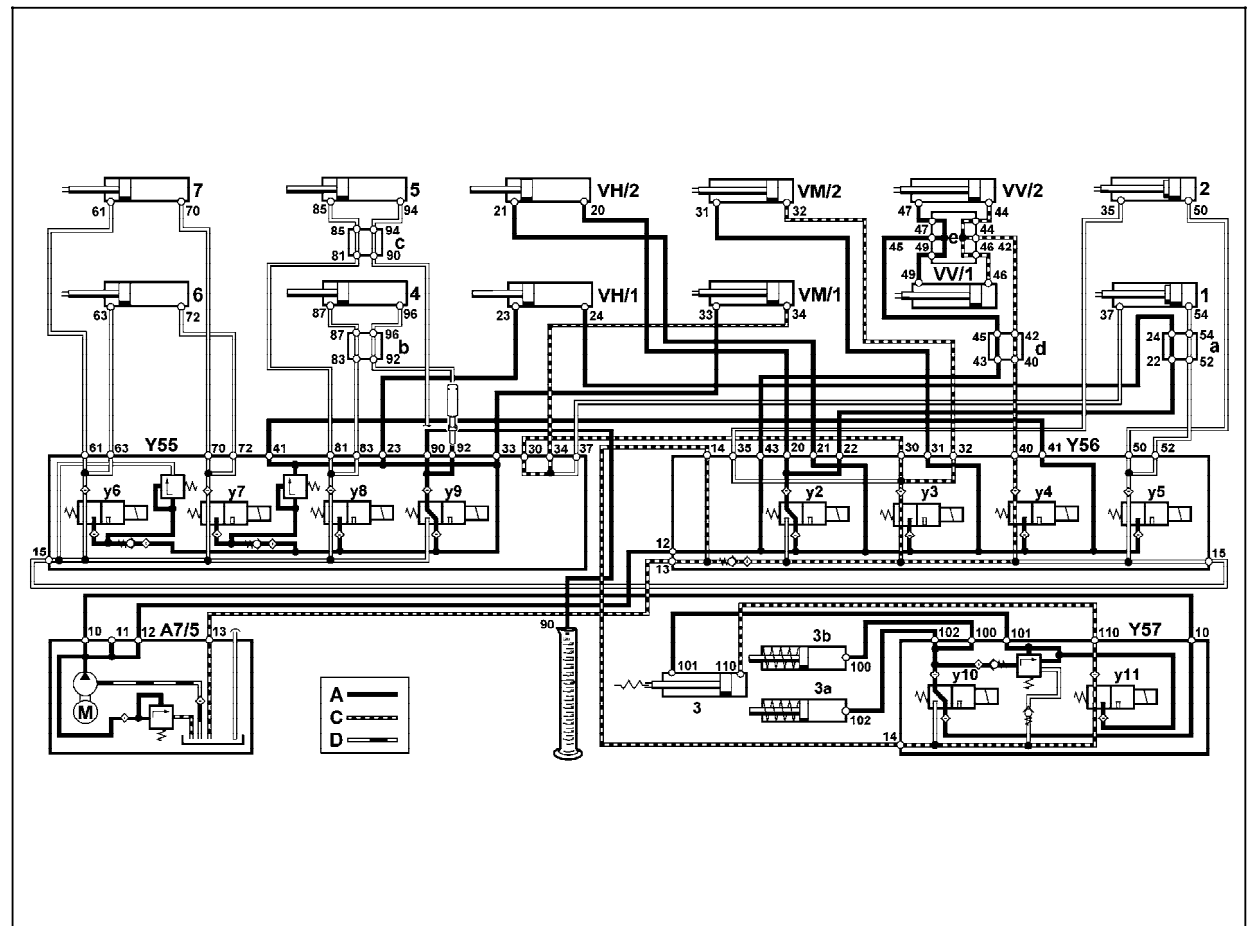 7 5 VH/2 VM/2 VV/2 2
61 70 85 94 21 20 31 32 47 44 35 50
85 94 47 44
c e
81 90 45 49 46 42
49 VV/1 46
6 4 VH/1 VM/1 1
63 72 87 96 23 24 33 34 37 54
87 96 45 42 24 54
b d a
83 92 43 40 22 52
61 63 Y55 70 72 41 81 83 23 90 92 33 30 34 37 14 35 43 20 21 22 30 31 32 40 41 Y56 50 52
y6 y7 y8 y9 y2 y3 y4 y5
12
15 13 15
10 11 12 A7/5 13 90 3b 102 100 101 110 Y57 10
101 110 100
y10 y11
A 3a
M C 3 102
D 14